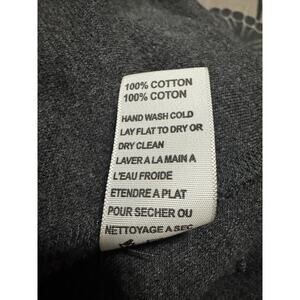 100% COTTON
100% COTON
HAND WASH COLD
LAY FLAT TO DRY OR
DRY CLEAN
LAVER A LA MAIN A
L'EAU FROIDE
ETENDRE A PLAT
POUR SECHER OU
NETTOYAGE A SEC